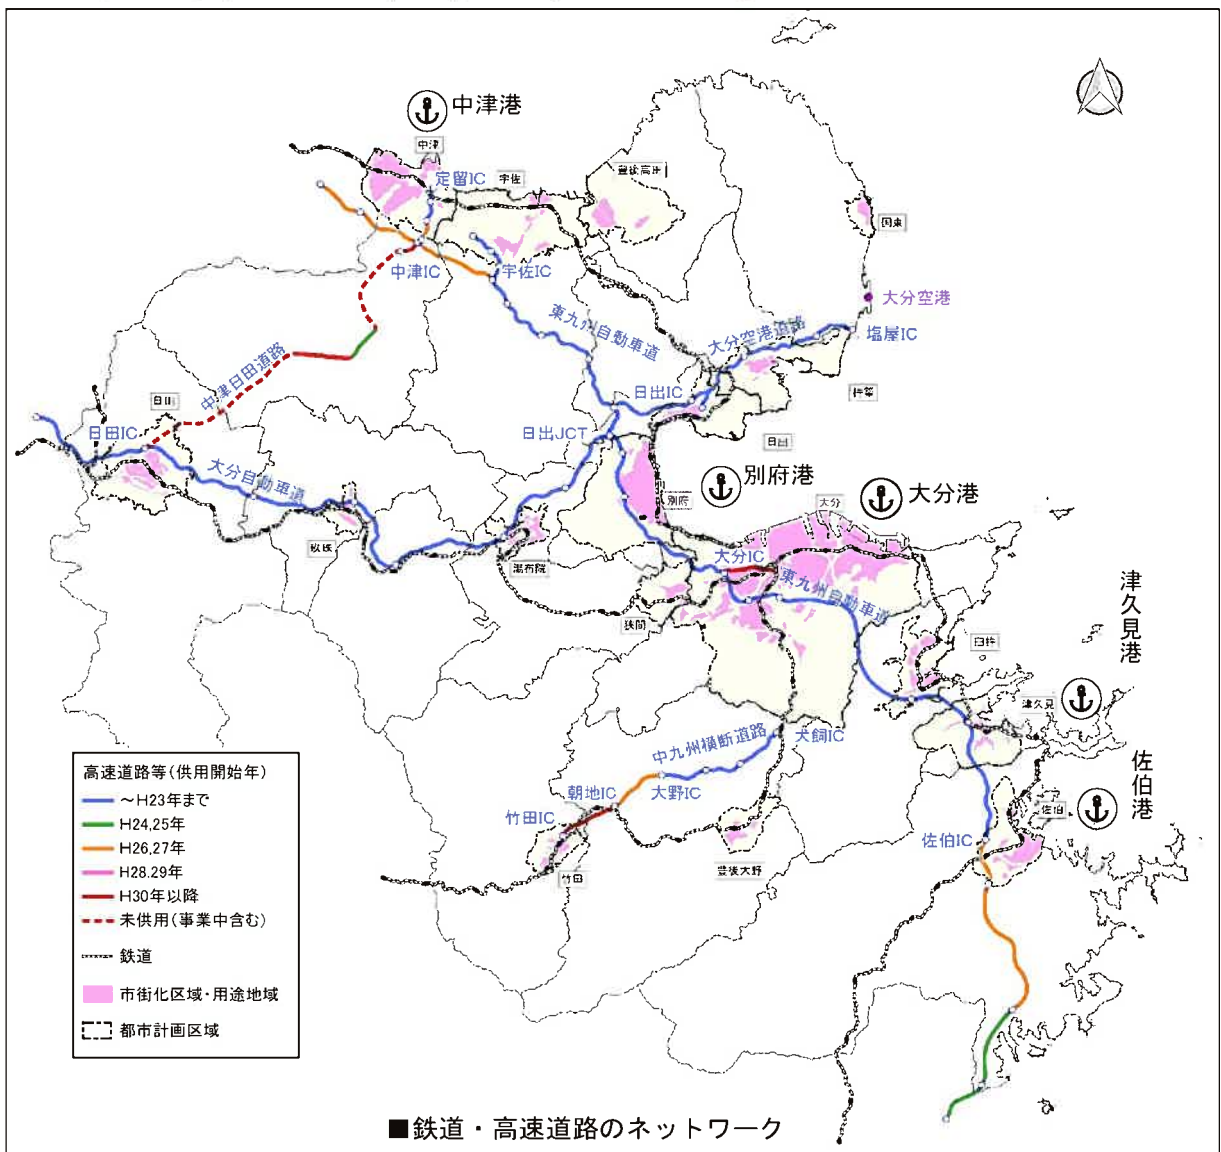 中津港
中津
定留IC
宇佐
豊後高田
国東
中津IC
宇佐IC
大分空港
東九州自動車道
大分空港道路
塩屋IC
中津日田道路
日出IC
杵築
日田
日田IC
日出JCT
日出
大分自動車道
別府港
別府
大分港
大分
玖珠
湯布院
大分IC
東九州自動車道
狭間
臼杵
津久見港
津久見
中九州横断道路
犬飼IC
佐伯港
朝地IC
大野IC
竹田IC
佐伯
佐伯IC
竹田
豊後大野
高速道路等(供用開始年)
～H23年まで
H24,25年
H26,27年
H28.29年
H30年以降
未供用(事業中含む)
鉄道
市街化区域・用途地域
都市計画区域
■鉄道・高速道路のネットワーク